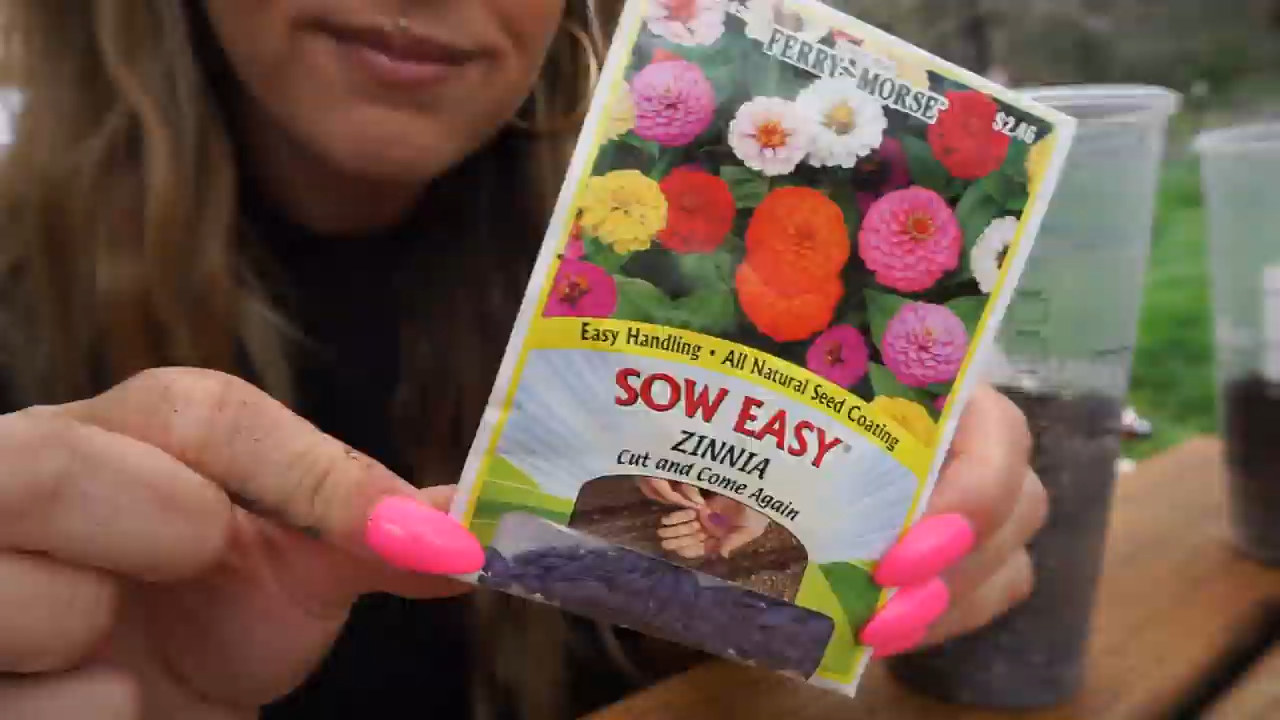 FERRY-MORSE
$2.46
Easy Handling • All Natural Seed Coating
SOW EASY
ZINNIA
Cut and Come Again